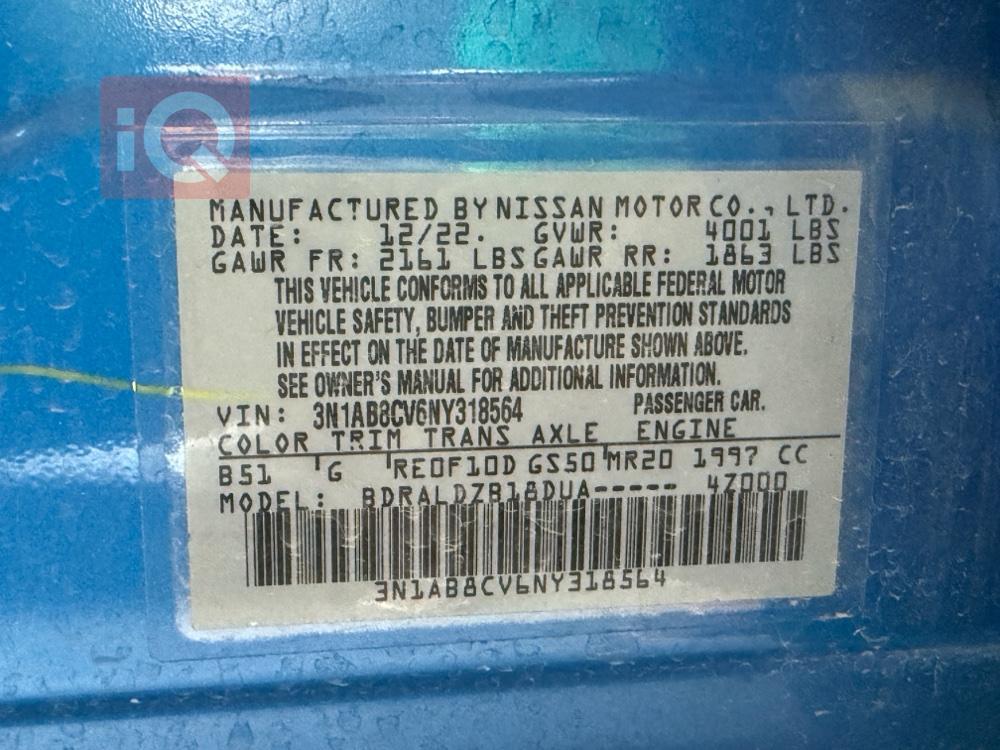 iQ
MANUFACTURED BY NISSAN MOTOR CO., LTD.
DATE: 12/22. GVWR: 4001 LBS
GAWR FR: 2161 LBS GAWR RR: 1863 LBS
THIS VEHICLE CONFORMS TO ALL APPLICABLE FEDERAL MOTOR
VEHICLE SAFETY, BUMPER AND THEFT PREVENTION STANDARDS
IN EFFECT ON THE DATE OF MANUFACTURE SHOWN ABOVE.
SEE OWNER'S MANUAL FOR ADDITIONAL INFORMATION.
VIN: 3N1AB8CV6NY318564 PASSENGER CAR.
COLOR TRIM TRANS AXLE ENGINE
B51 G RE0F10D GS50 MR20 1997 CC
MODEL: BDRALDZB18DUA----- 4Z000
3N1AB8CV6NY318564